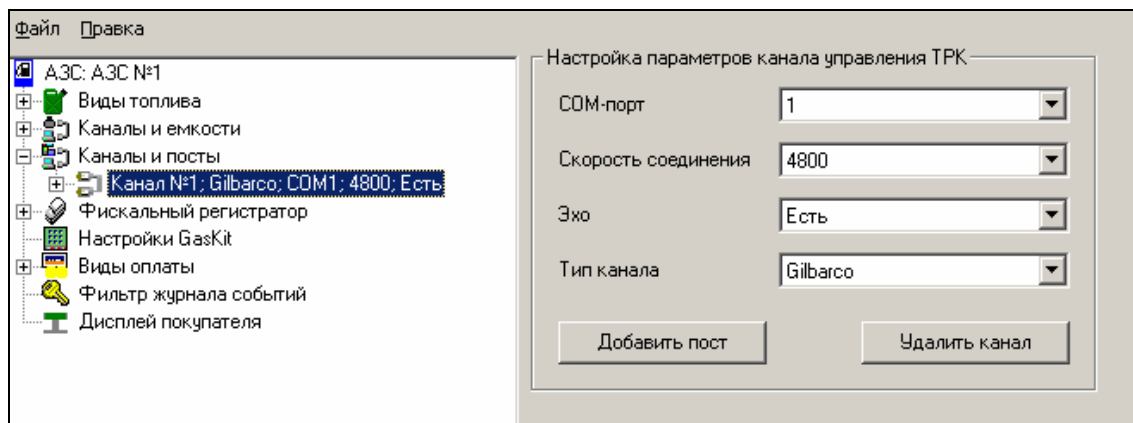 Файл Правка
АЗС: АЗС №1
Виды топлива
Каналы и емкости
Каналы и посты
Канал №1; Gilbarco; COM1; 4800; Есть
Фискальный регистратор
Настройки GasKit
Виды оплаты
Фильтр журнала событий
Дисплей покупателя
Настройка параметров канала управления ТРК
COM-порт 1
Скорость соединения 4800
Эхо Есть
Тип канала Gilbarco
Добавить пост Удалить канал